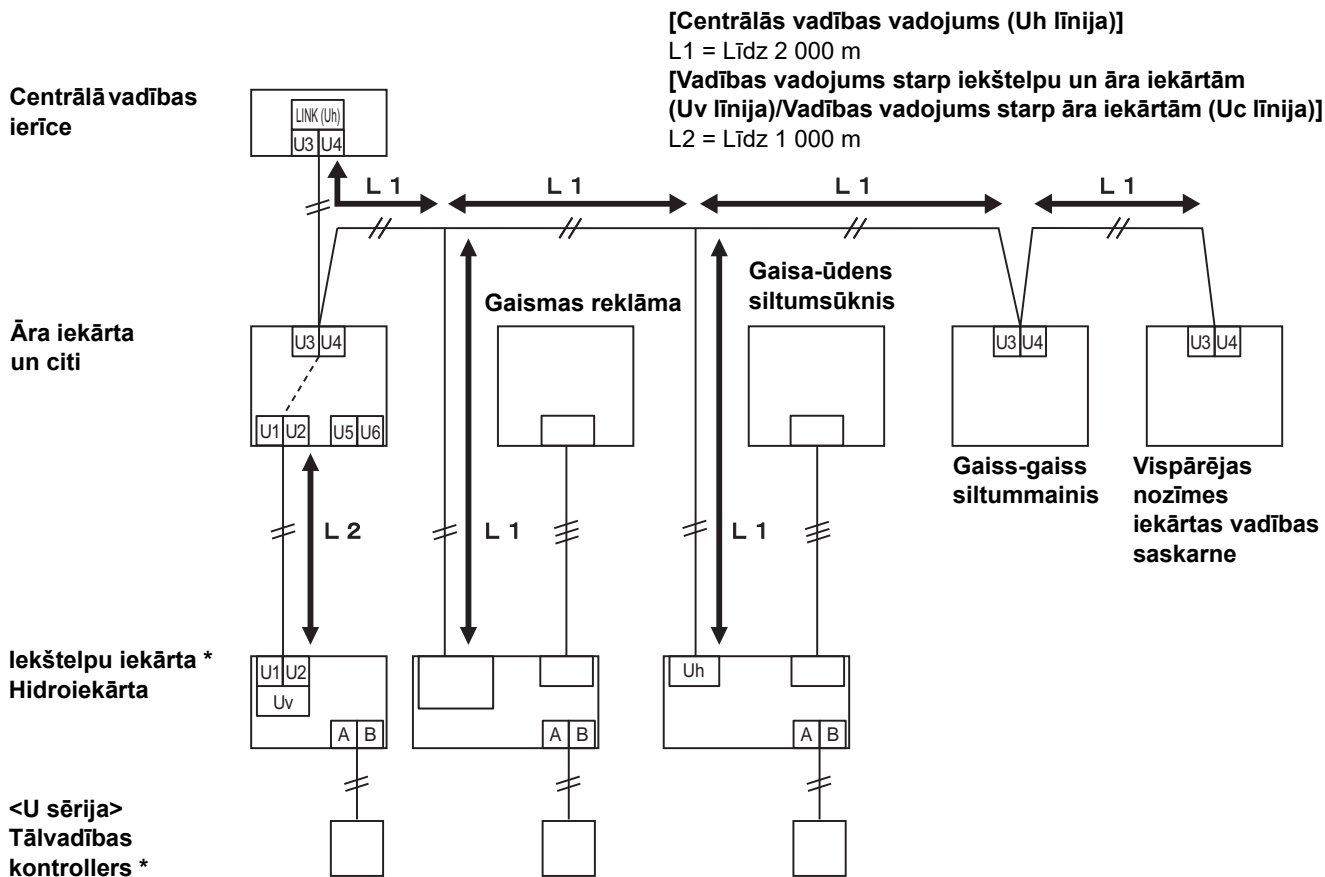 [Centrālās vadības vadojums (Uh līnija)]
L1 = Līdz 2 000 m
[Vadības vadojums starp iekštelpu un āra iekārtām
(Uv līnija)/Vadības vadojums starp āra iekārtām (Uc līnija)]
L2 = Līdz 1 000 m
Centrālā vadības
ierīce
LINK (Uh)
U3 U4
L 1
L 1
L 1
L 1
Āra iekārta
un citi
U3 U4
U1 U2
U5 U6
Gaismas reklāma
Gaisa-ūdens
siltumsūknis
U3 U4
Gaiss-gaiss
siltummainis
U3 U4
Vispārējas
nozīmes
iekārtas vadības
saskarne
L 2
L 1
L 1
Iekštelpu iekārta *
Hidroiekārta
U1 U2
Uv
A B
A B
Uh
A B
<U sērija>
Tālvadības
kontrollers *